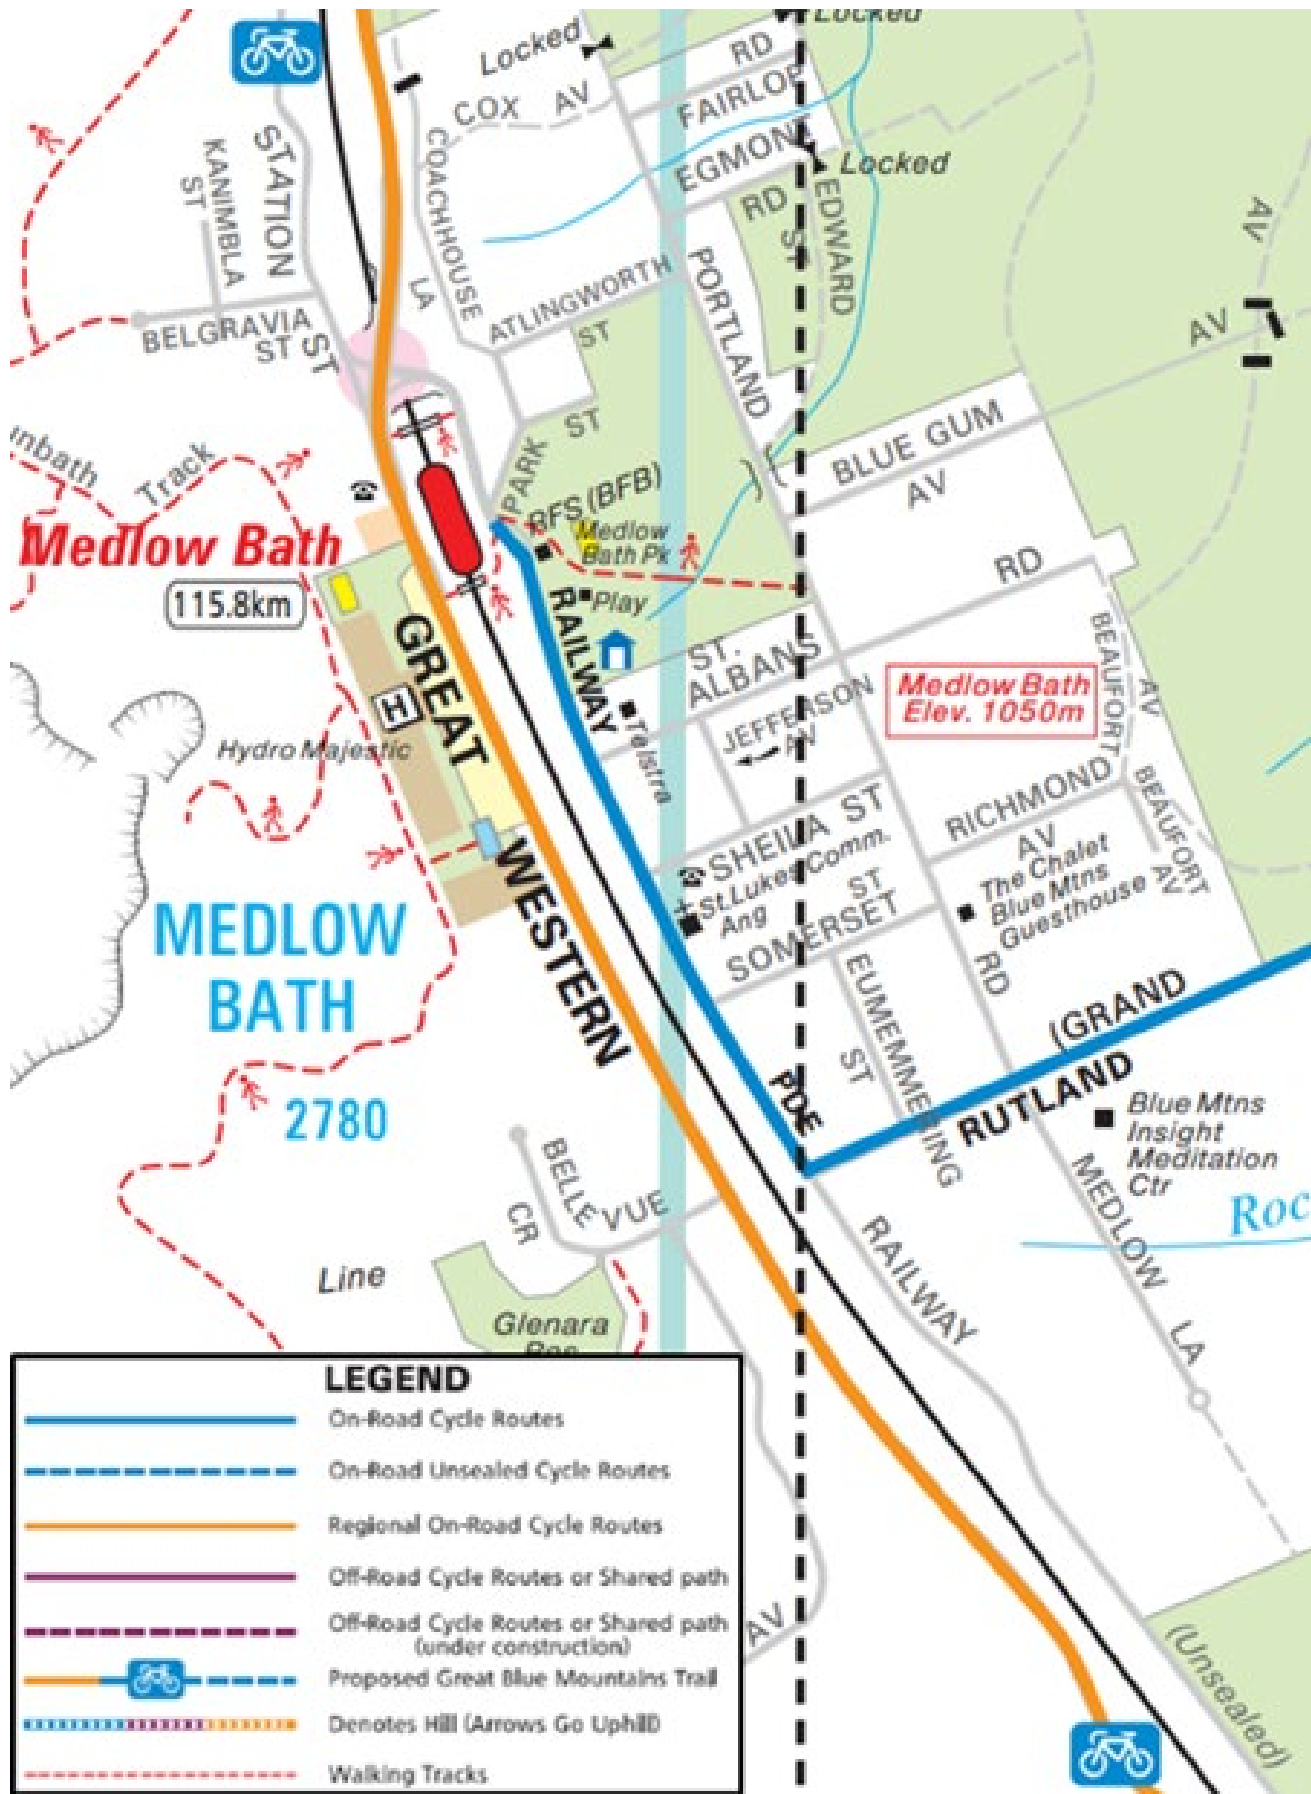 Locked
Locked
RD
COX AV
FAIRLOP
EGMONT
RD
Locked
STATION
ST
KANIMBLA
ST
COACHHOUSE
LA
EDWARD
ST
AV
PORTLAND
ATLINGWORTH
ST
BELGRAVIA
ST
AV
BLUE GUM
AV
ST
PARK
Track
BFS (BFB)
Medlow
Bath Pk
Medlow Bath
115.8km
RD
Play
RAILWAY
GREAT
ST.
ALBANS
BEAUFORT
AV
Medlow Bath
Elev. 1050m
JEFFERSON
AV
H
Hydro Majestic
Telstra
RICHMOND
AV
BEAUFORT
AV
SHEILA ST
St.Lukes Comm.
Ang
The Chalet
Blue Mtns
Guesthouse
WESTERN
SOMERSET
ST
MEDLOW
BATH
EUMEMMERING
ST
RD
(GRAND
RUTLAND
PDE
2780
Blue Mtns
Insight
Meditation
Ctr
BELLE VUE
CR
MEDLOW
LA
RAILWAY
Roc
Line
Glenara
AV
(Unsealed)
LEGEND
On-Road Cycle Routes
On-Road Unsealed Cycle Routes
Regional On-Road Cycle Routes
Off-Road Cycle Routes or Shared path
Off-Road Cycle Routes or Shared path
(under construction)
Proposed Great Blue Mountains Trail
Denotes Hill (Arrows Go Uphill)
Walking Tracks